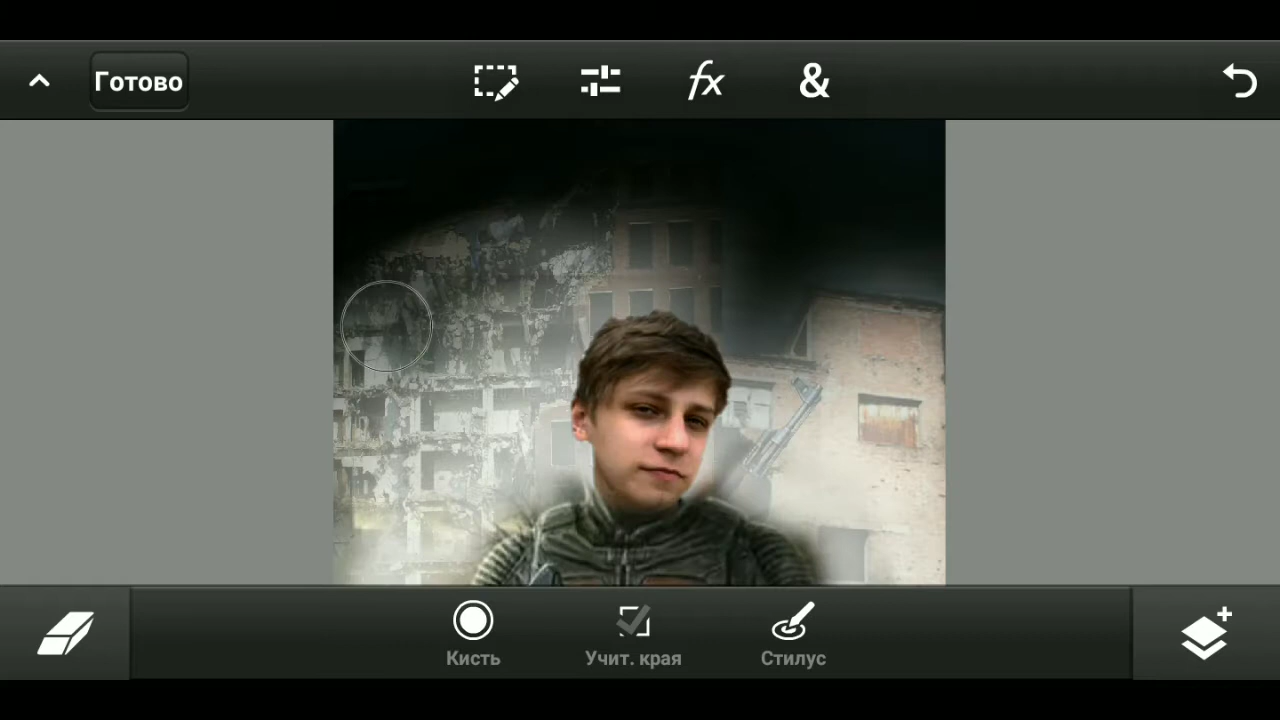 Готово
fx
&
Кисть
Учит. края
Стилус